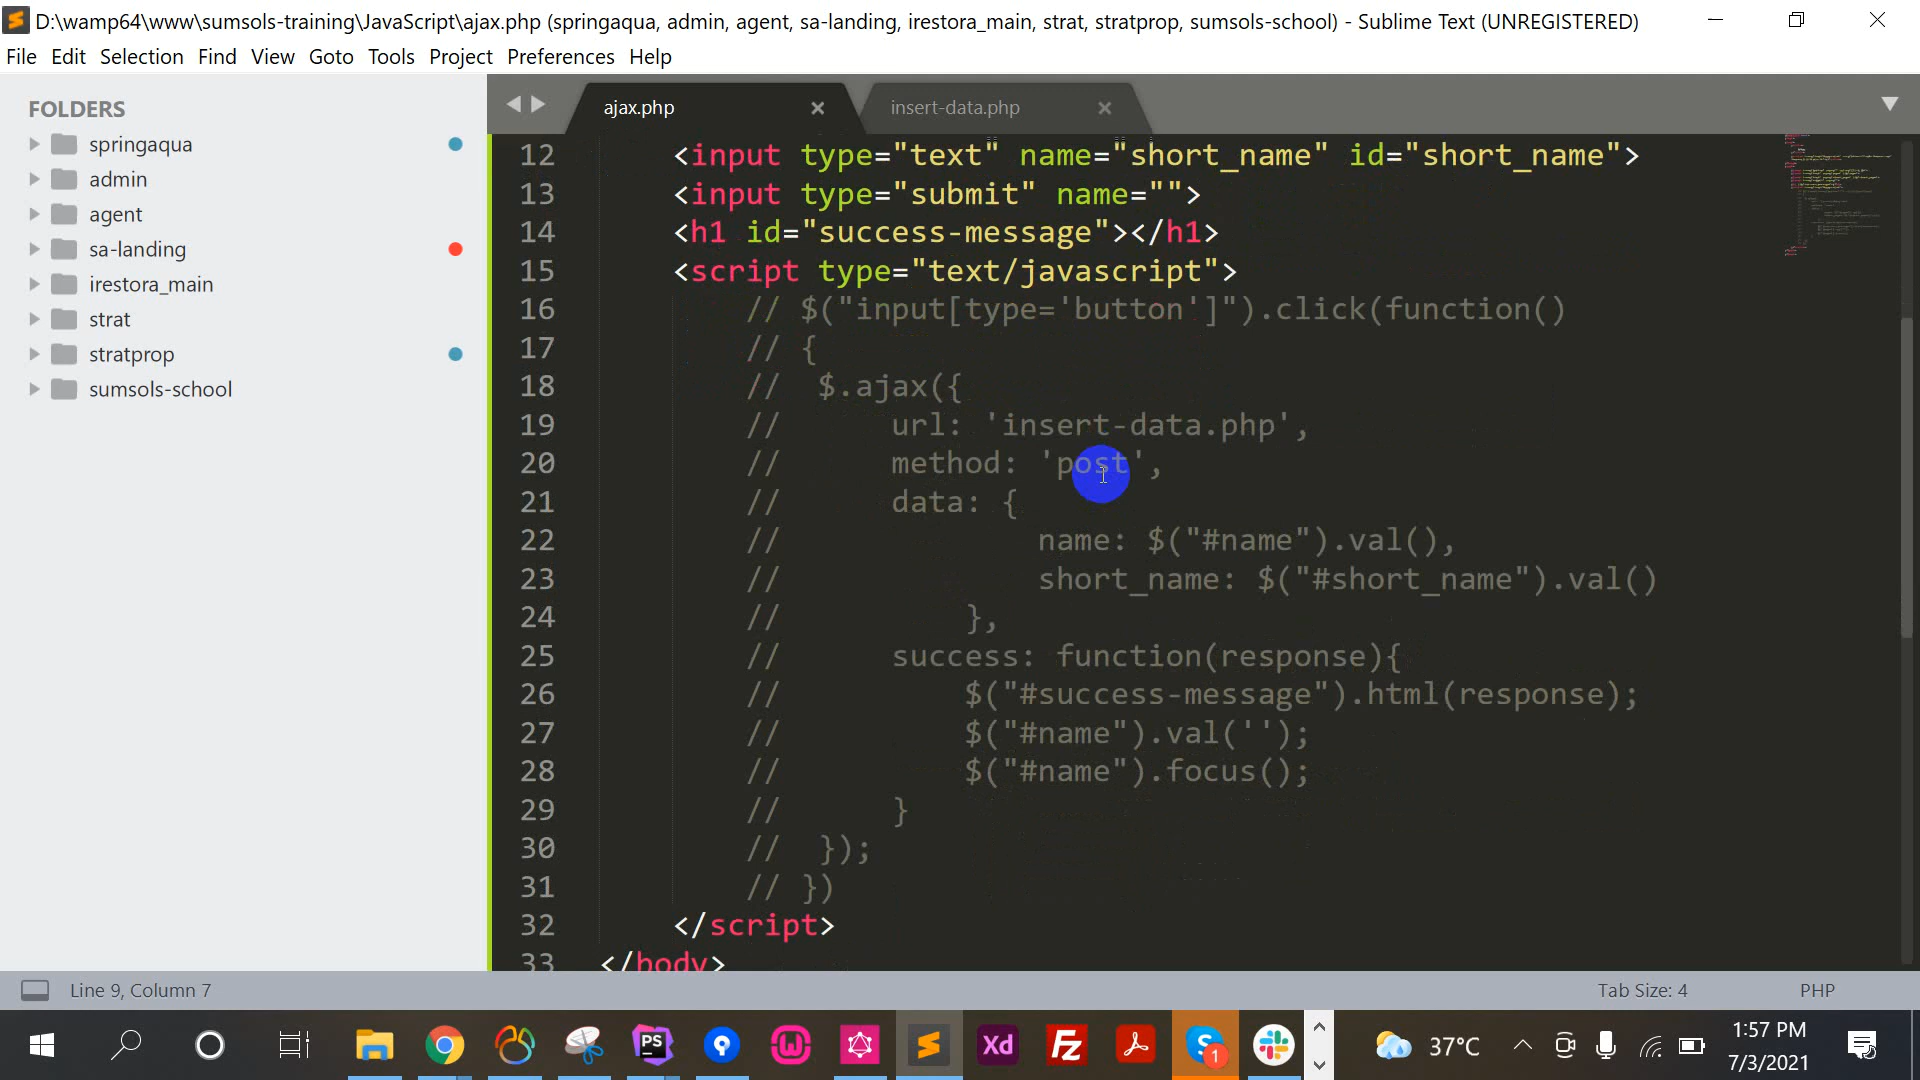 D:\wamp64\www\sumsols-training\JavaScript\ajax.php (springaqua, admin, agent, sa-landing, irestora_main, strat, stratprop, sumsols-school) - Sublime Text (UNREGISTERED)
File Edit Selection Find View Goto Tools Project Preferences Help
FOLDERS
springaqua
admin
agent
sa-landing
irestora_main
strat
stratprop
sumsols-school
ajax.php
insert-data.php
12 <input type="text" name="short_name" id="short_name">
13 <input type="submit" name="">
14 <h1 id="success-message"></h1>
15 <script type="text/javascript">
16 // $("input[type='button']").click(function()
17 // {
18 // $.ajax({
19 // url: 'insert-data.php',
20 // method: 'post',
21 // data: {
22 // name: $("#name").val(),
23 // short_name: $("#short_name").val()
24 // },
25 // success: function(response){
26 // $("#success-message").html(response);
27 // $("#name").val('');
28 // $("#name").focus();
29 // }
30 // });
31 // })
32 </script>
33 </body>
Line 9, Column 7
Tab Size: 4
PHP
PS
Xd
Fz
S
1
37°C
1:57 PM
7/3/2021